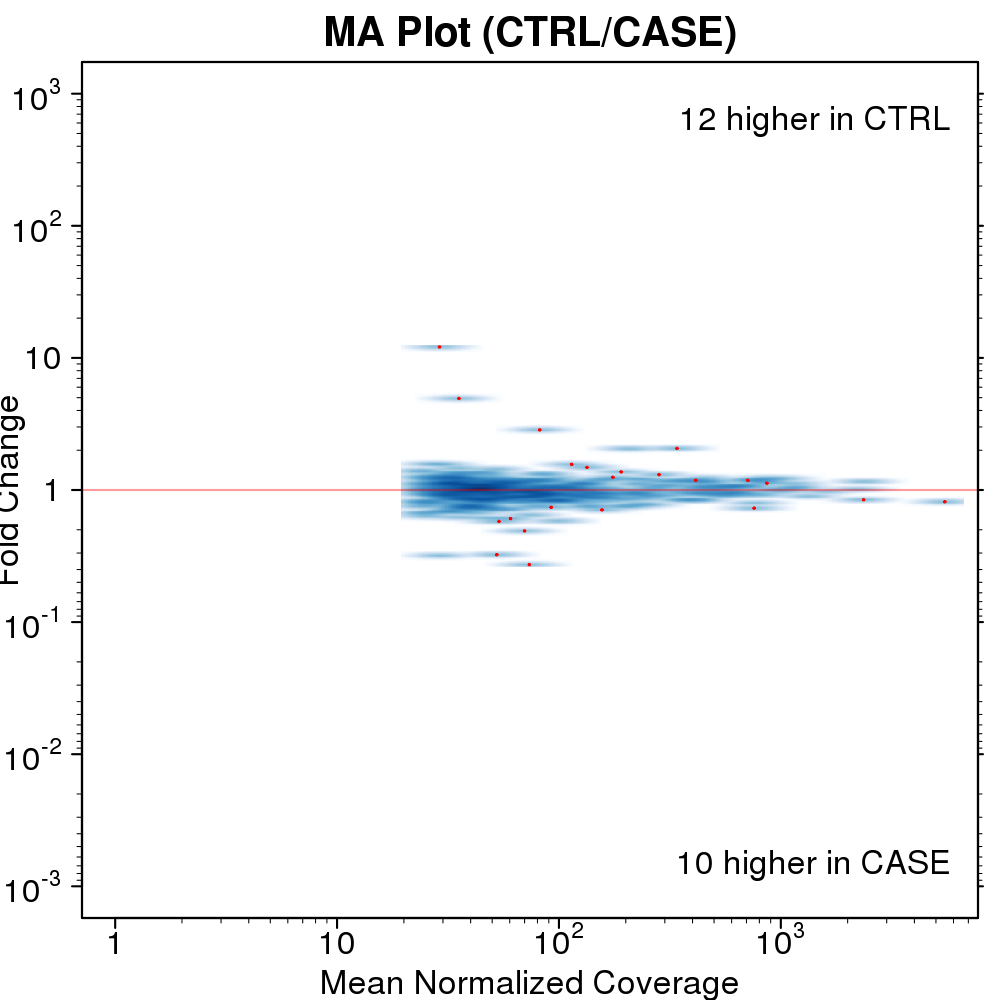 MA Plot (CTRL/CASE)
12 higher in CTRL
10 higher in CASE
Fold Change
10³
10²
10
1
10⁻¹
10⁻²
10⁻³
1
10
10²
10³
Mean Normalized Coverage